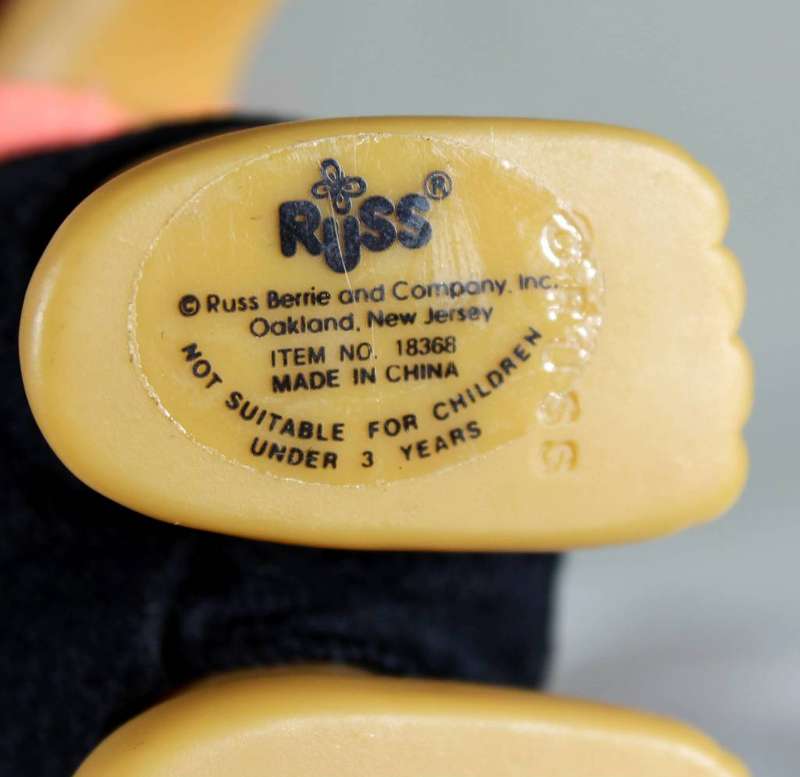 RUSS®
© Russ Berrie and Company, Inc.
Oakland, New Jersey
ITEM NO. 18368
MADE IN CHINA
NOT SUITABLE FOR CHILDREN
UNDER 3 YEARS
© RUSS